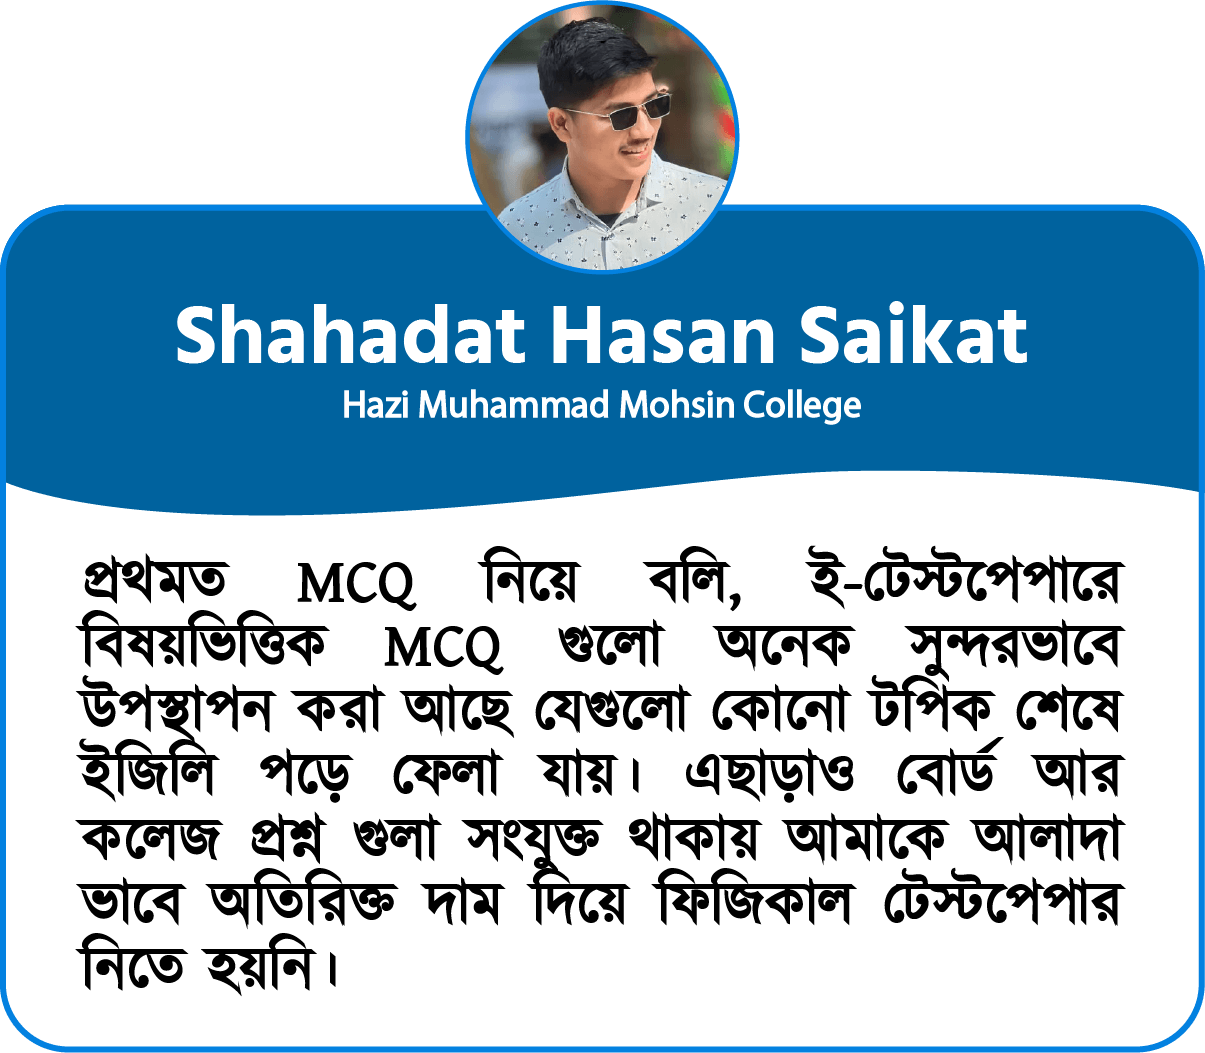 Shahadat Hasan Saikat
Hazi Muhammad Mohsin College
প্রথমত MCQ নিয়ে বলি, ই-টেস্টপেপারে
বিষয়ভিত্তিক MCQ গুলো অনেক সুন্দরভাবে
উপস্থাপন করা আছে যেগুলো কোনো টপিক শেষে
ইজিলি পড়ে ফেলা যায়। এছাড়াও বোর্ড আর
কলেজ প্রশ্ন গুলা সংযুক্ত থাকায় আমাকে আলাদা
ভাবে অতিরিক্ত দাম দিয়ে ফিজিকাল টেস্টপেপার
নিতে হয়নি।